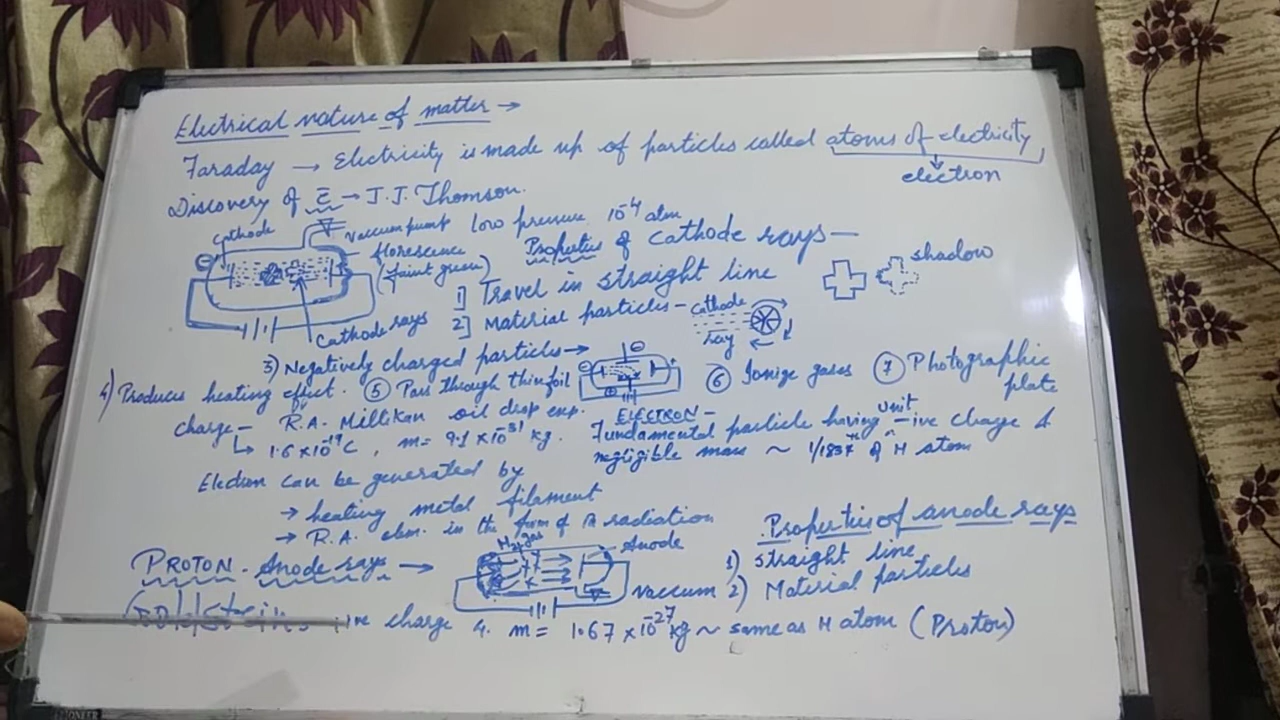 Electrical nature of matter →
Faraday → Electricity is made up of particles called atoms of electricity
electron
Discovery of ē → J.J. Thomson.
Cathode
Vaccum pump low pressure 10⁻⁴ atm
florescence
(faint green)
Cathode rays
Properties of Cathode rays —
1] Travel in straight line
shadow
2] Material particles – cathode
ray
3) Negatively charged particles →
4) Produces heating effect. ⑤ Pass through thin foil ⑥ Ionize gases ⑦ Photographic
plate
charge – R.A. Millikan oil drop exp.
↳ 1.6 × 10⁻¹⁹ C , m = 9.1 × 10⁻³¹ kg.
ELECTRON –
Fundamental particle having unit –ive charge &
negligible mass ~ 1/1837th of H atom
Electron can be generated by
→ heating metal filament
→ R.A. elem. in the form of β radiation
PROTON – Anode rays →
H₂ gas
Anode
Vaccum
Properties of anode rays
1) Straight line
2) Material particles
ive charge 4. m = 1.67 × 10⁻²⁷ kg ~ same as H atom (Proton)
PIONEER